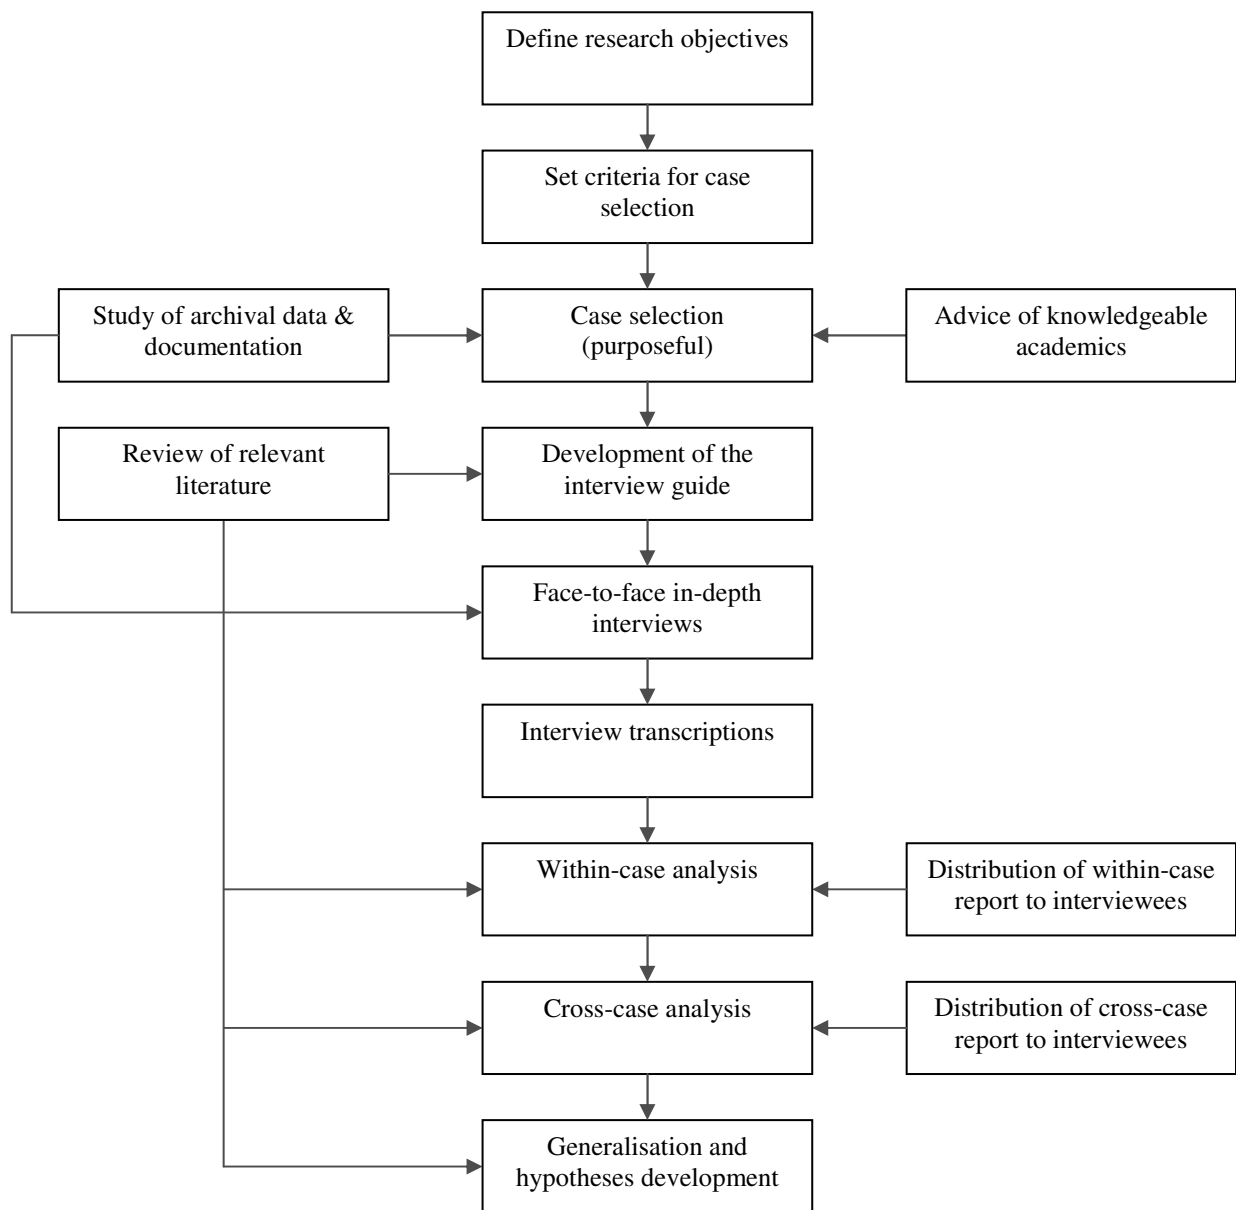 Define research objectives
Set criteria for case
selection
Study of archival data &
documentation
Case selection
(purposeful)
Advice of knowledgeable
academics
Review of relevant
literature
Development of the
interview guide
Face-to-face in-depth
interviews
Interview transcriptions
Within-case analysis
Distribution of within-case
report to interviewees
Cross-case analysis
Distribution of cross-case
report to interviewees
Generalisation and
hypotheses development